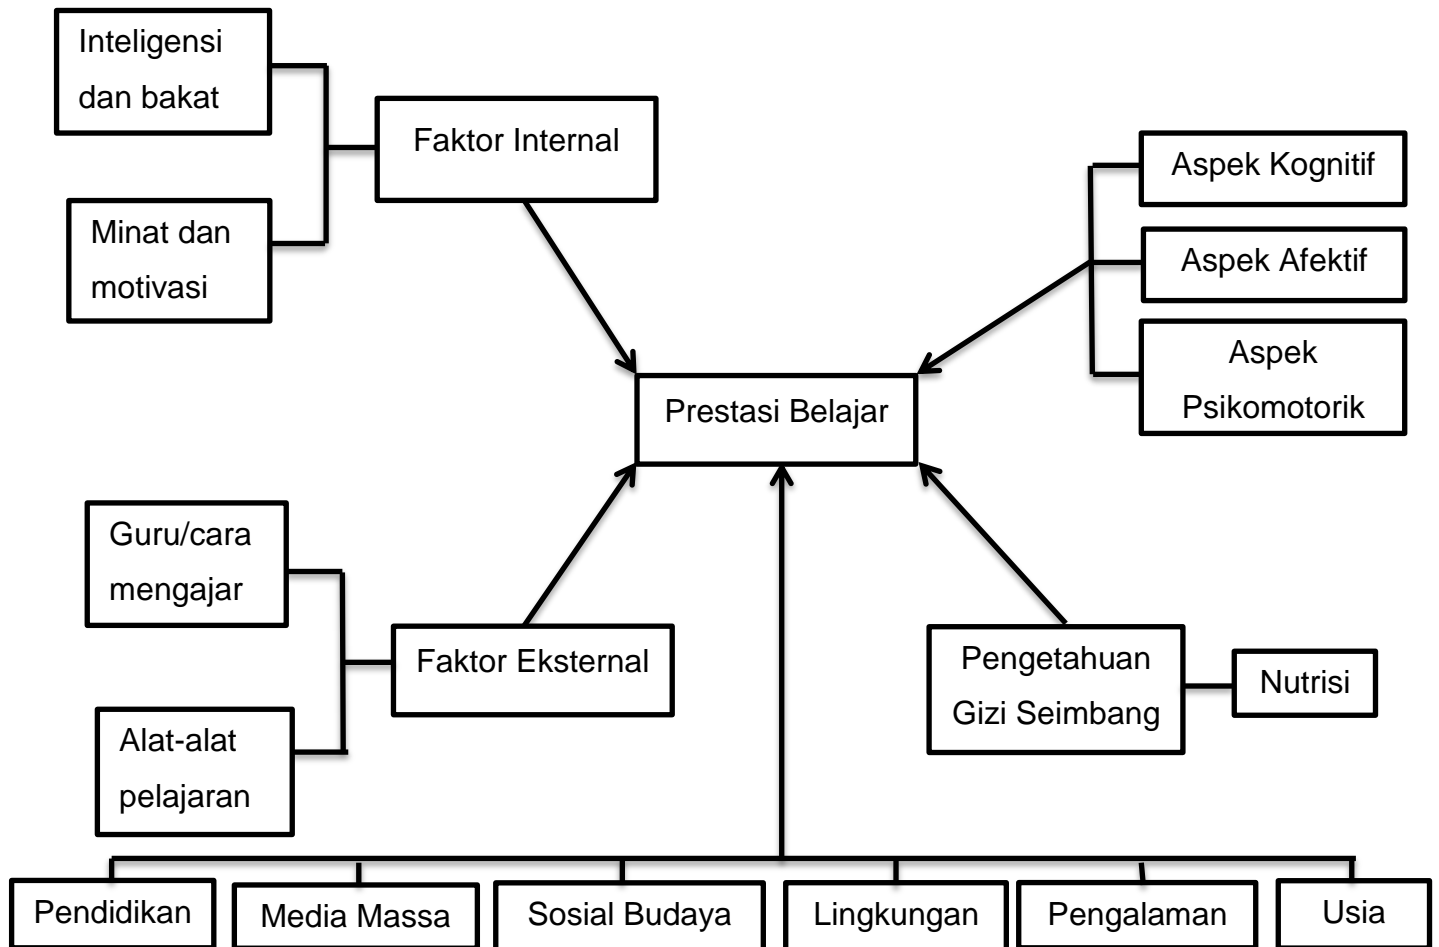 Inteligensi
dan bakat
Faktor Internal
Minat dan
motivasi
Aspek Kognitif
Aspek Afektif
Aspek
Psikomotorik
Prestasi Belajar
Guru/cara
mengajar
Faktor Eksternal
Alat-alat
pelajaran
Pengetahuan
Gizi Seimbang
Nutrisi
Pendidikan
Media Massa
Sosial Budaya
Lingkungan
Pengalaman
Usia